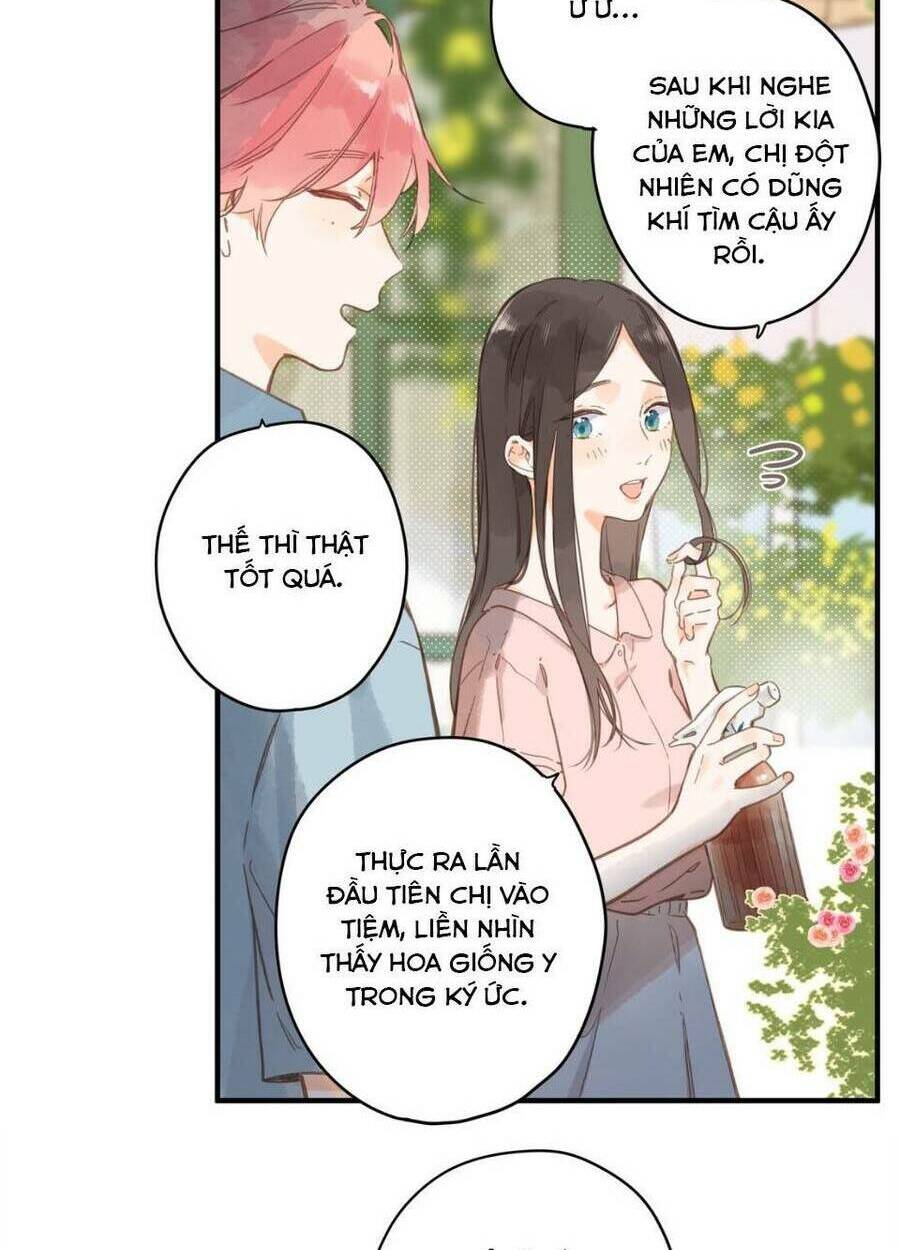 Ừ Ừ...
SAU KHI NGHE
NHỮNG LỜI KIA
CỦA EM, CHỊ ĐỘT
NHIÊN CÓ DŨNG
KHÍ TÌM CẬU ẤY
RỒI.
THẾ THÌ THẬT
TỐT QUÁ.
THỰC RA LẦN
ĐẦU TIÊN CHỊ VÀO
TIỆM, LIỀN NHÌN
THẤY HOA GIỐNG Y
TRONG KÝ ỨC.